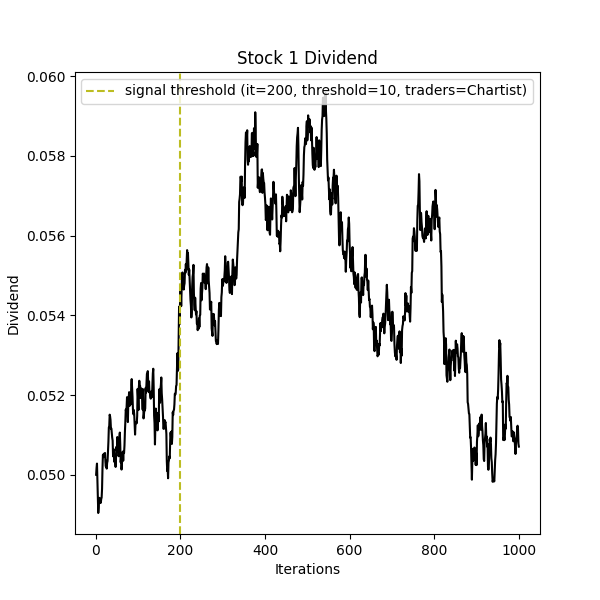 Stock 1 Dividend
signal threshold (it=200, threshold=10, traders=Chartist)
0.060
0.058
0.056
0.054
0.052
0.050
Dividend
0 200 400 600 800 1000
Iterations